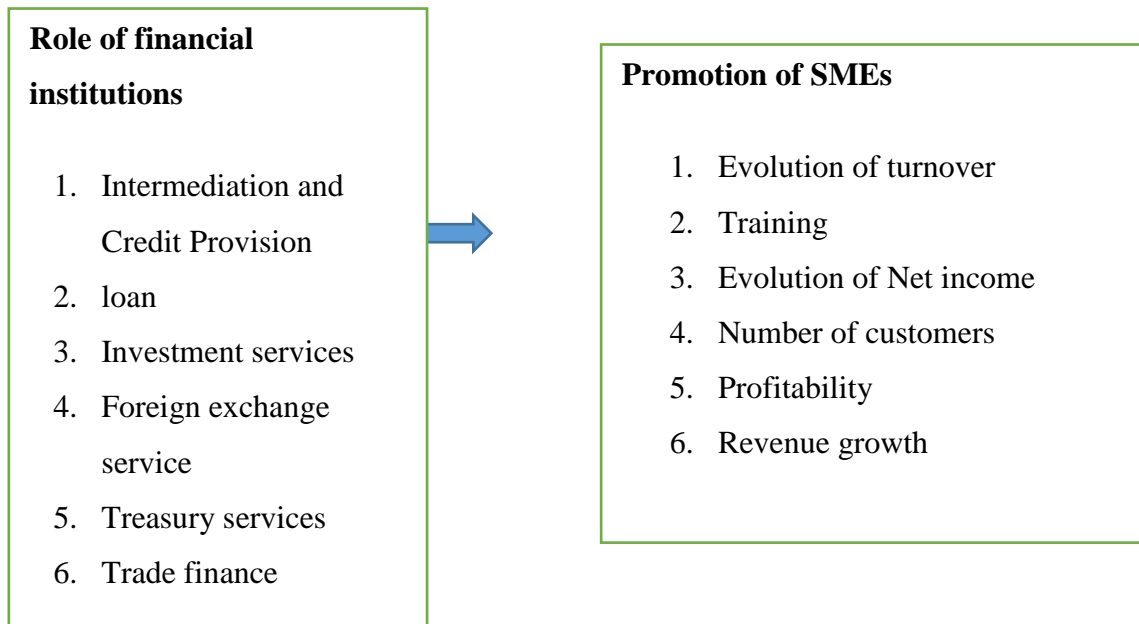 Role of financial
institutions
1. Intermediation and
Credit Provision
2. loan
3. Investment services
4. Foreign exchange
service
5. Treasury services
6. Trade finance
Promotion of SMEs
1. Evolution of turnover
2. Training
3. Evolution of Net income
4. Number of customers
5. Profitability
6. Revenue growth